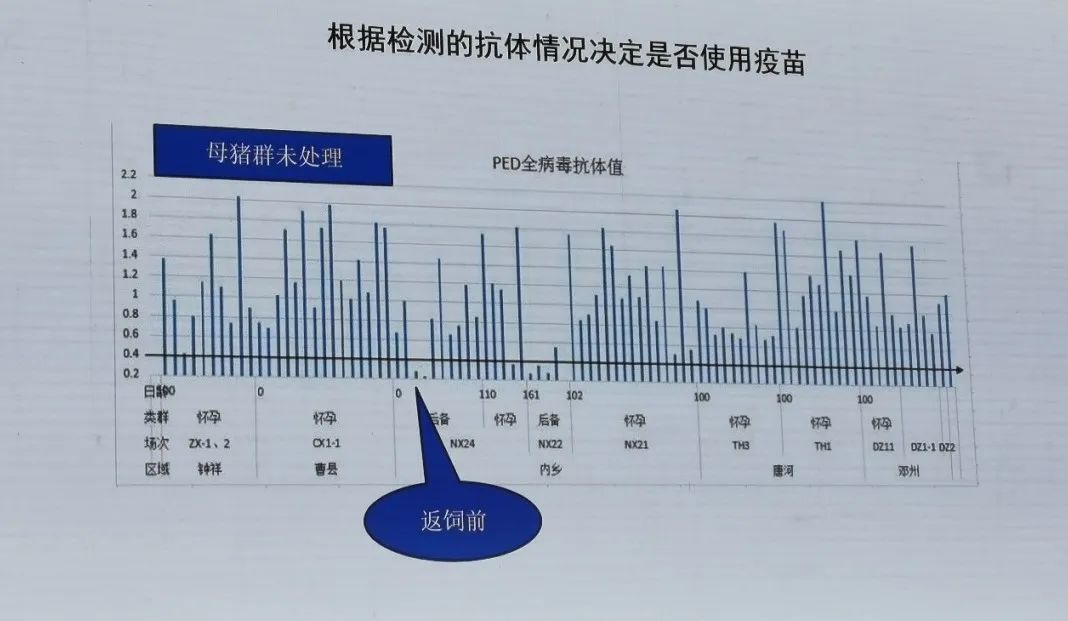 根据检测的抗体情况决定是否使用疫苗
母猪群未处理
PED全病毒抗体值
2.2
2
1.8
1.6
1.4
1.2
1
0.8
0.6
0.4
0.2
0 0 110 161 102 100 100 100
类群 怀孕 怀孕 后备 怀孕 后备 怀孕 怀孕 怀孕 怀孕
场次 ZX-1、2 CX1-1 NX24 NX22 NX21 TH3 TH1 DZ11 DZ1-1 DZ2
区域 钟祥 曹县 内乡 唐河 邓州
返饲前